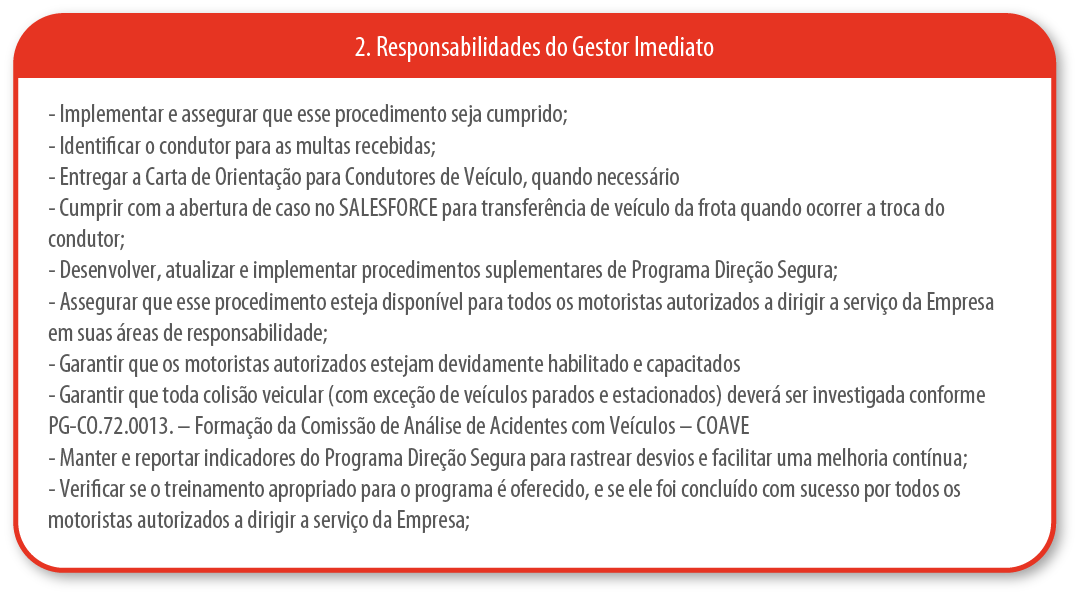 2. Responsabilidades do Gestor Imediato
- Implementar e assegurar que esse procedimento seja cumprido;
- Identificar o condutor para as multas recebidas;
- Entregar a Carta de Orientação para Condutores de Veículo, quando necessário
- Cumprir com a abertura de caso no SALESFORCE para transferência de veículo da frota quando ocorrer a troca do
condutor;
- Desenvolver, atualizar e implementar procedimentos suplementares de Programa Direção Segura;
- Assegurar que esse procedimento esteja disponível para todos os motoristas autorizados a dirigir a serviço da Empresa
em suas áreas de responsabilidade;
- Garantir que os motoristas autorizados estejam devidamente habilitado e capacitados
- Garantir que toda colisão veicular (com exceção de veículos parados e estacionados) deverá ser investigada conforme
PG-CO.72.0013. – Formação da Comissão de Análise de Acidentes com Veículos – COAVE
- Manter e reportar indicadores do Programa Direção Segura para rastrear desvios e facilitar uma melhoria contínua;
- Verificar se o treinamento apropriado para o programa é oferecido, e se ele foi concluído com sucesso por todos os
motoristas autorizados a dirigir a serviço da Empresa;